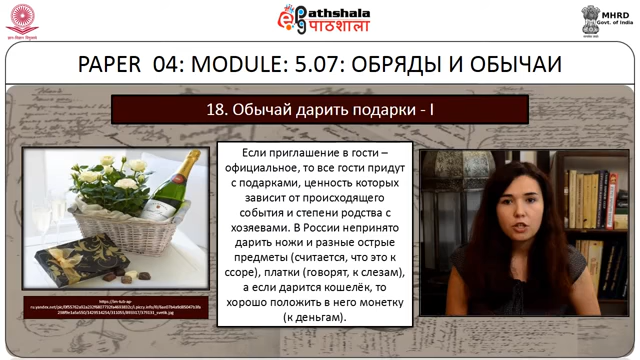 ePathshala
पाठशाला
MHRD
Govt. of India
PAPER 04: MODULE: 5.07: ОБРЯДЫ И ОБЫЧАИ
18. Обычай дарить подарки - I
Если приглашение в гости –
официальное, то все гости придут
с подарками, ценность которых
зависит от происходящего
события и степени родства с
хозяевами. В России непринято
дарить ножи и разные острые
предметы (считается, что это к
ссоре), платки (говорят, к слезам),
а если дарится кошелёк, то
хорошо положить в него монетку
(к деньгам).